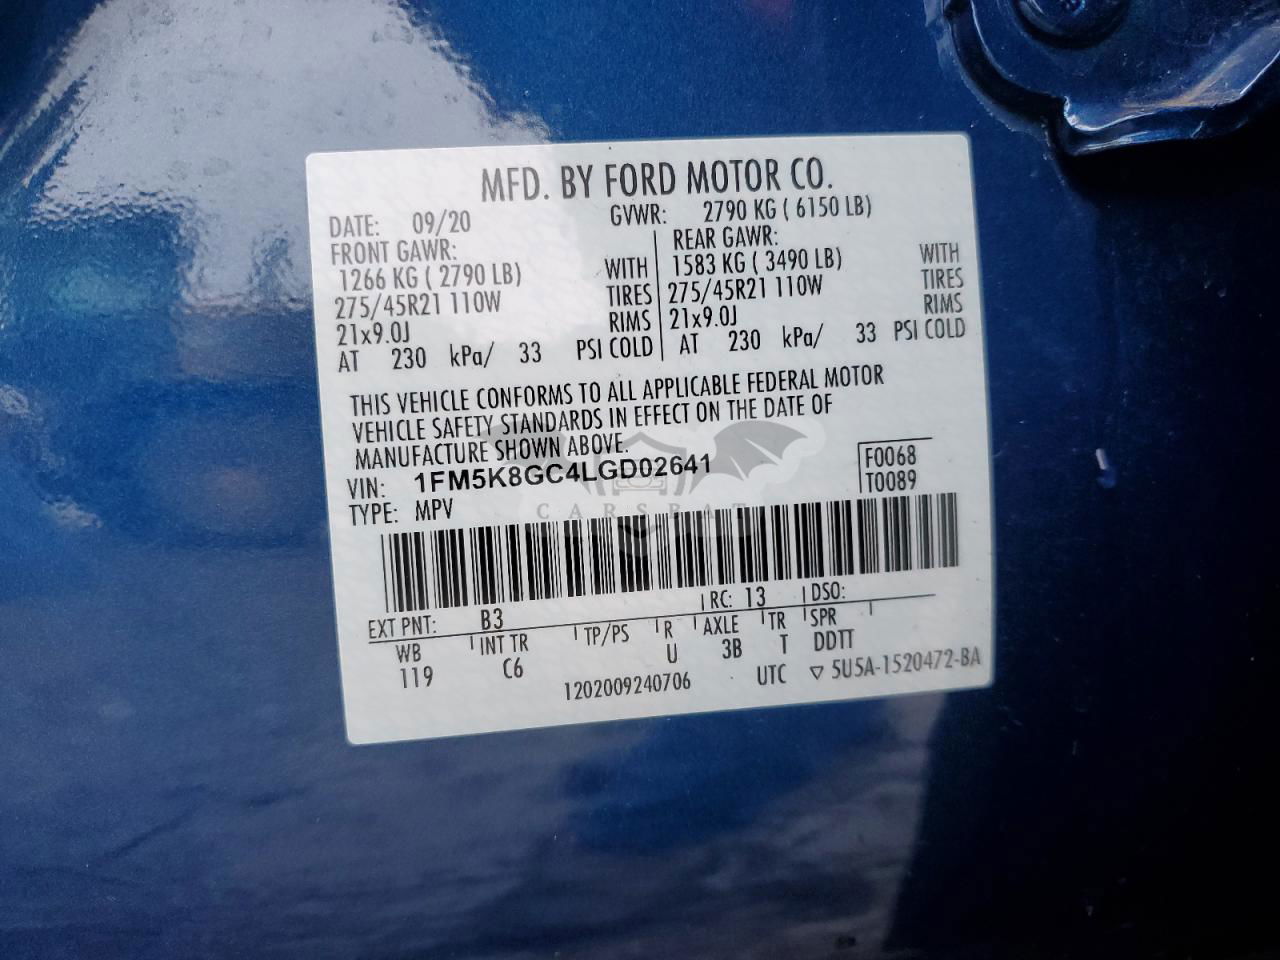 MFD. BY FORD MOTOR CO.
DATE: 09/20 GVWR: 2790 KG ( 6150 LB)
FRONT GAWR: REAR GAWR:
1266 KG ( 2790 LB) WITH 1583 KG ( 3490 LB) WITH
275/45R21 110W TIRES 275/45R21 110W TIRES
21x9.0J RIMS 21x9.0J RIMS
AT 230 kPa/ 33 PSI COLD AT 230 kPa/ 33 PSI COLD
THIS VEHICLE CONFORMS TO ALL APPLICABLE FEDERAL MOTOR
VEHICLE SAFETY STANDARDS IN EFFECT ON THE DATE OF
MANUFACTURE SHOWN ABOVE.
VIN: 1FM5K8GC4LGD02641 F0068
TYPE: MPV T0089
CARSBAT
EXT PNT: B3 RC: 13 DSO:
WB INT TR TP/PS R AXLE TR SPR
119 C6 U 3B T DDTT
1202009240706 UTC ▽ 5U5A-1520472-BA